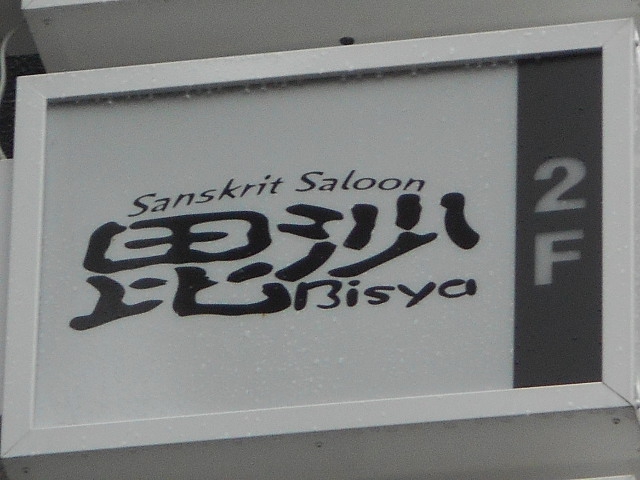 Sanskrit Saloon
毘沙
Bisya
2F